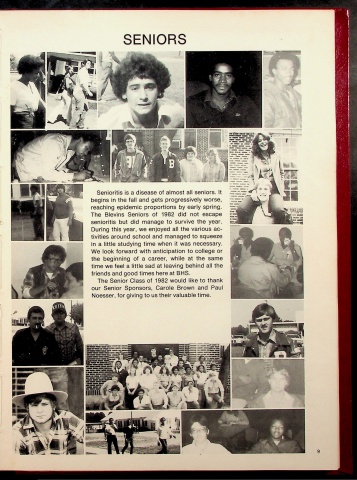 SENIORS
Senioritis is a disease of almost all seniors. It
begins in the fall and gets progressively worse,
reaching epidemic proportions by early spring.
The Blevins Seniors of 1982 did not escape
senioritis but did manage to survive the year.
During this year, we enjoyed all the various ac-
tivities around school and managed to squeeze
in a little studying time when it was necessary.
We look forward with anticipation to college or
the beginning of a career, while at the same
time we feel a little sad at leaving behind all the
friends and good times here at BHS.
The Senior Class of 1982 would like to thank
our Senior Sponsors, Carole Brown and Paul
Noesser, for giving to us their valuable time.
9